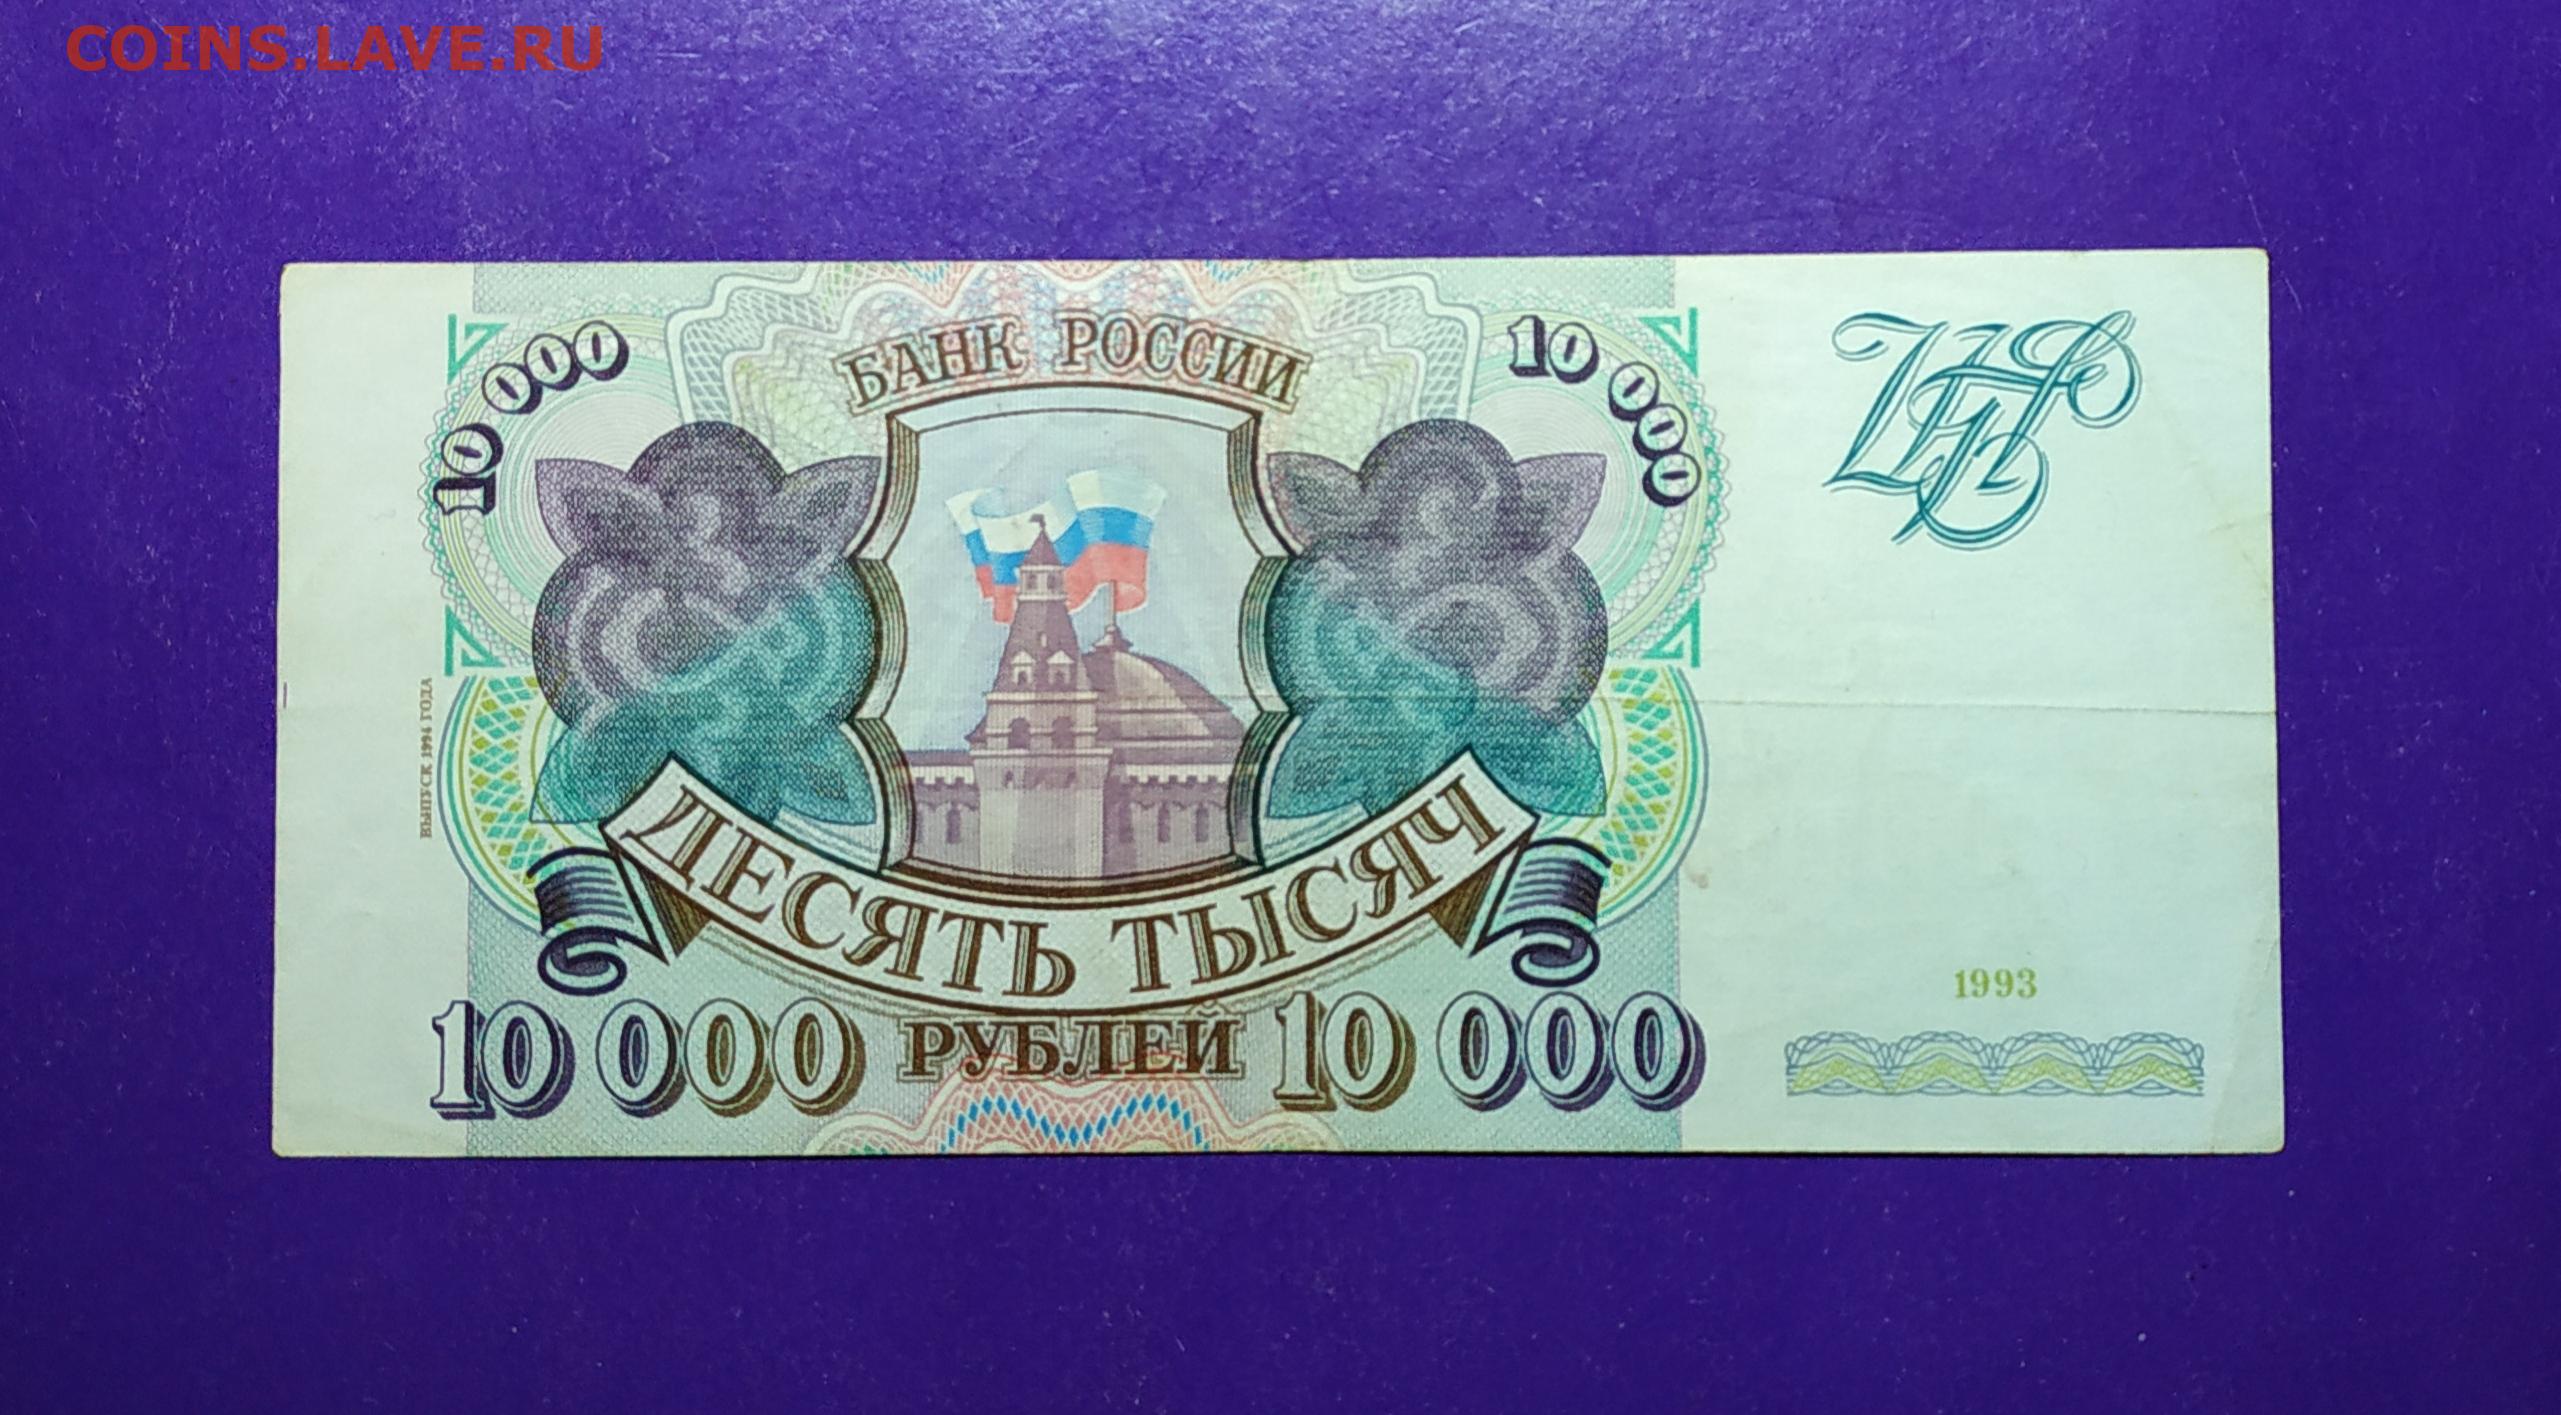 COINS.LAVE.RU
БАНК РОССИИ
10 000
10 000
ВЫПУСК 1994 ГОДА
ДЕСЯТЬ ТЫСЯЧ
1993
10 000 РУБЛЕЙ 10 000